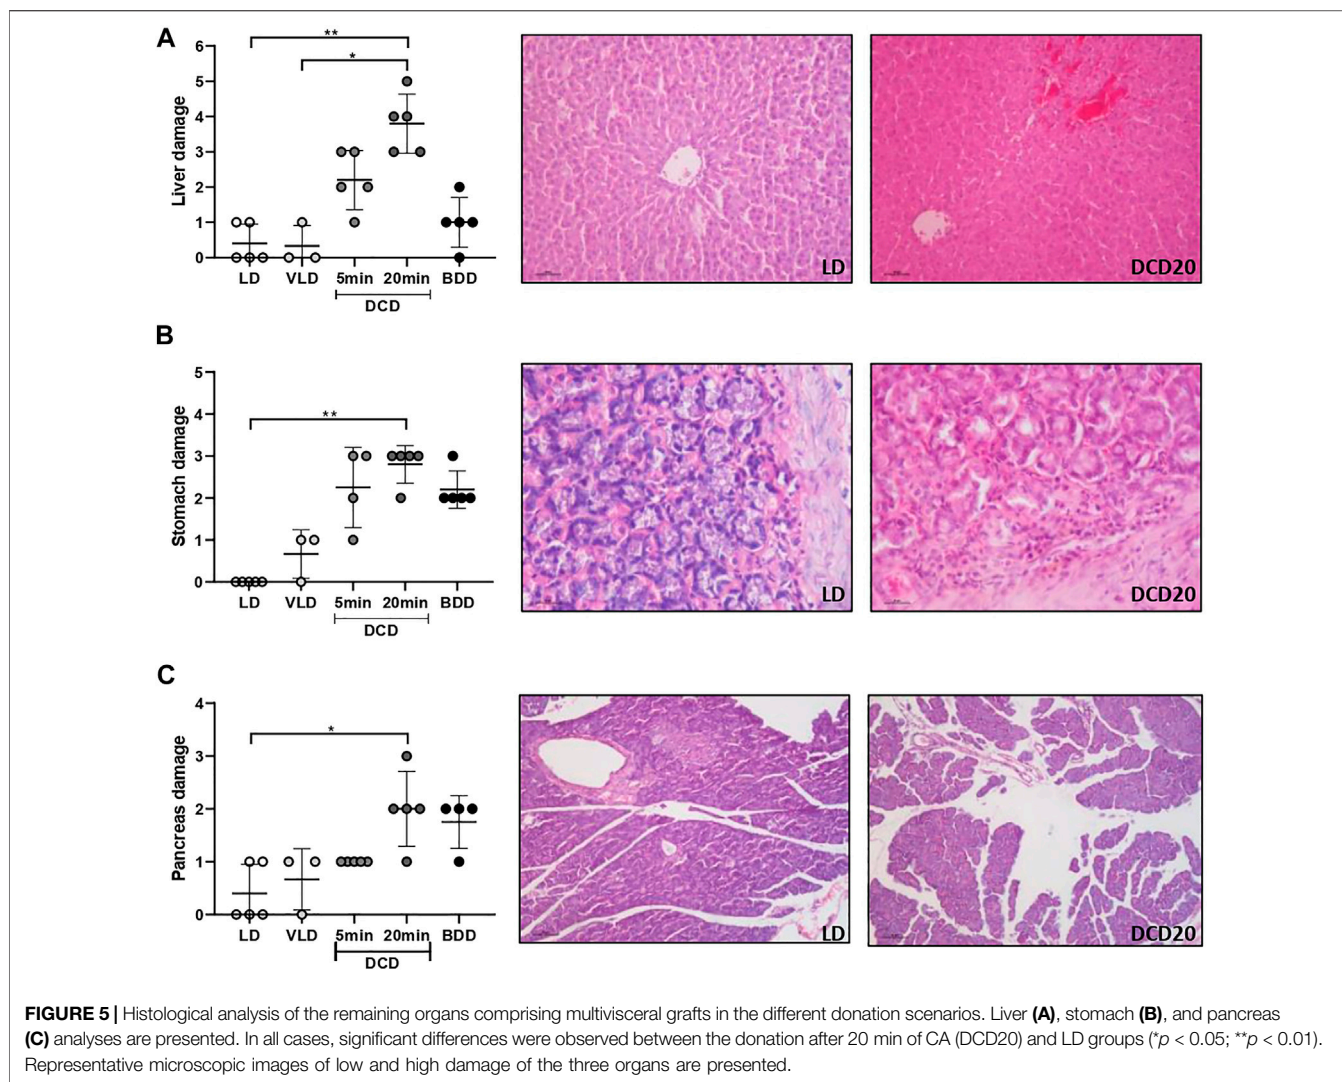 A
Liver damage
6
5
4
3
2
1
0
**
*
LD VLD 5min 20min BDD
DCD
LD
DCD20
B
Stomach damage
5
4
3
2
1
0
**
LD VLD 5min 20min BDD
DCD
LD
DCD20
C
Pancreas damage
4
3
2
1
0
*
LD VLD 5min 20min BDD
DCD
LD
DCD20
FIGURE 5 | Histological analysis of the remaining organs comprising multivisceral grafts in the different donation scenarios. Liver (A), stomach (B), and pancreas
(C) analyses are presented. In all cases, significant differences were observed between the donation after 20 min of CA (DCD20) and LD groups (*p < 0.05; **p < 0.01).
Representative microscopic images of low and high damage of the three organs are presented.